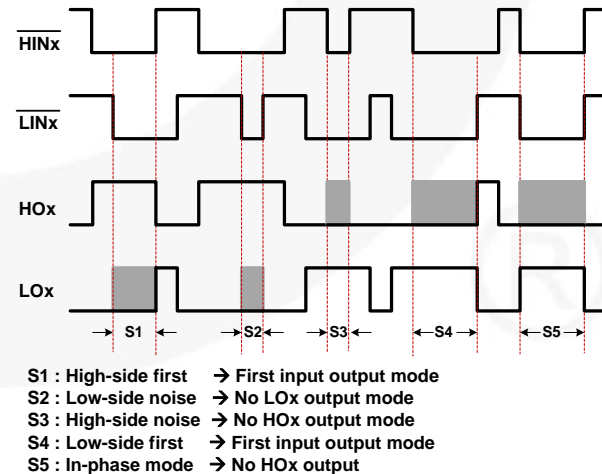 HINx
LINx
HOx
LOx
S1 S2 S3 S4 S5
S1 : High-side first → First input output mode
S2 : Low-side noise → No LOx output mode
S3 : High-side noise → No HOx output mode
S4 : Low-side first → First input output mode
S5 : In-phase mode → No HOx output